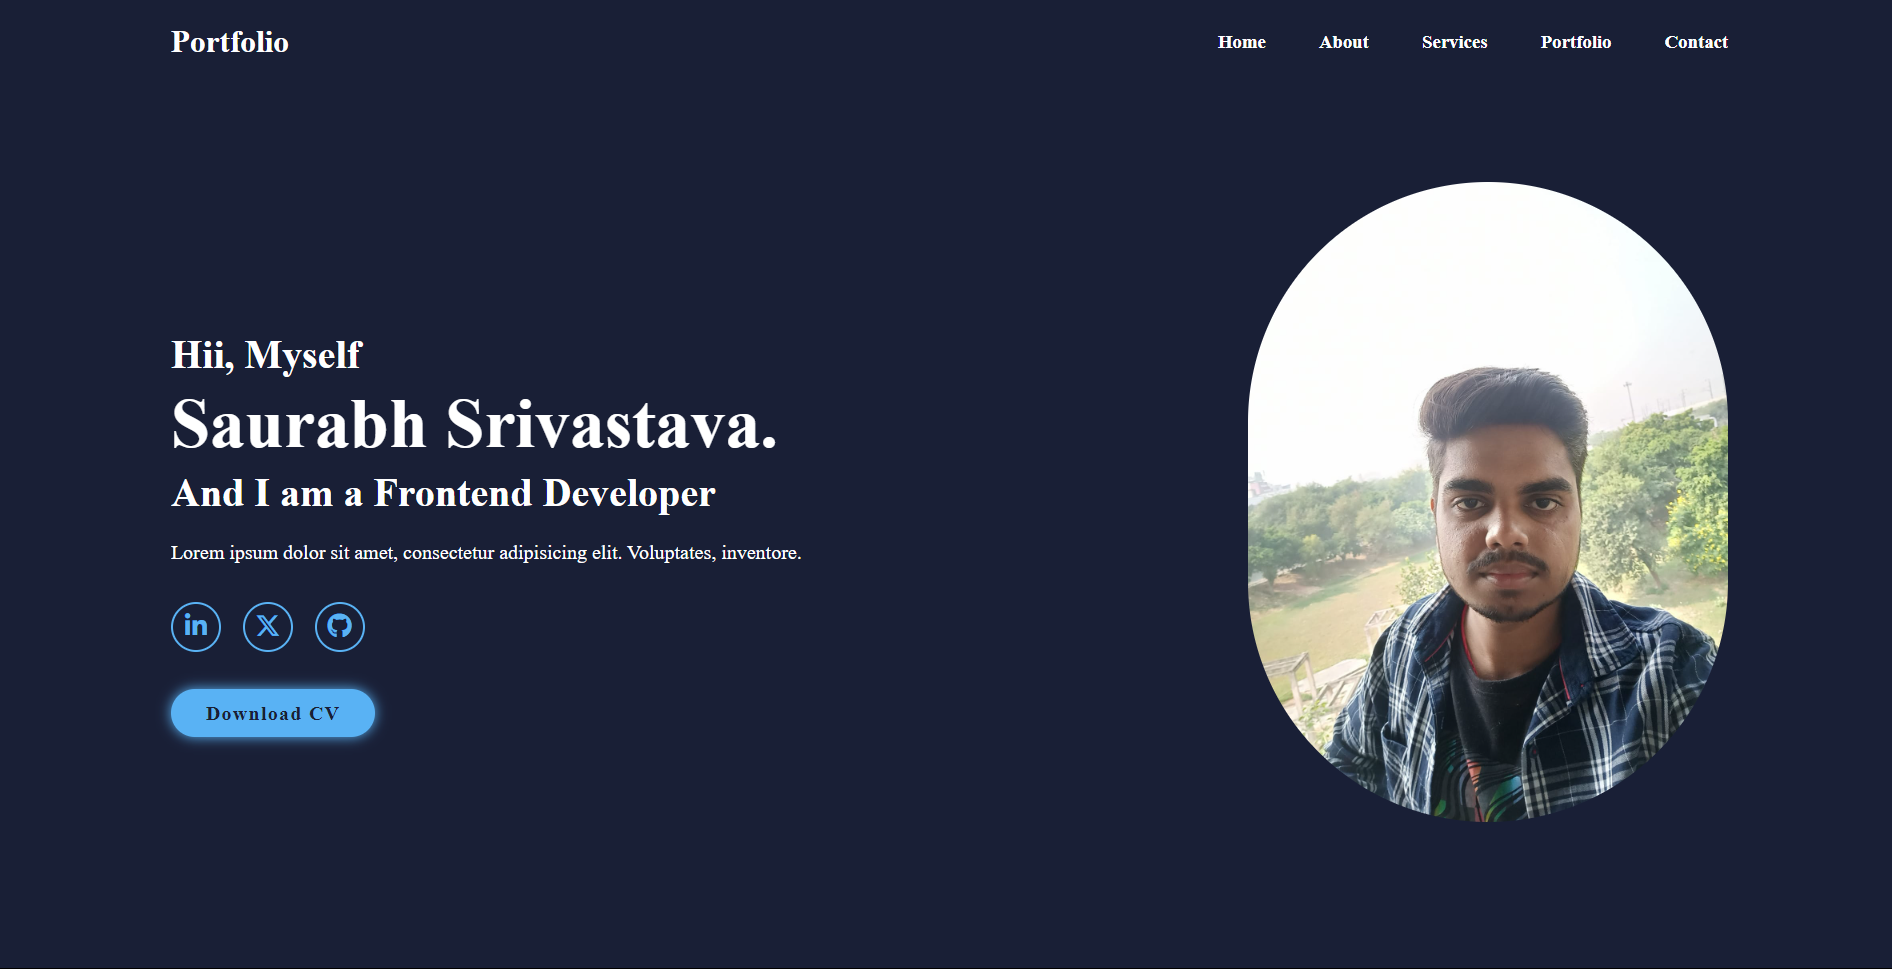 Portfolio
Home About Services Portfolio Contact
Hii, Myself
Saurabh Srivastava.
And I am a Frontend Developer
Lorem ipsum dolor sit amet, consectetur adipisicing elit. Voluptates, inventore.
in X
Download CV